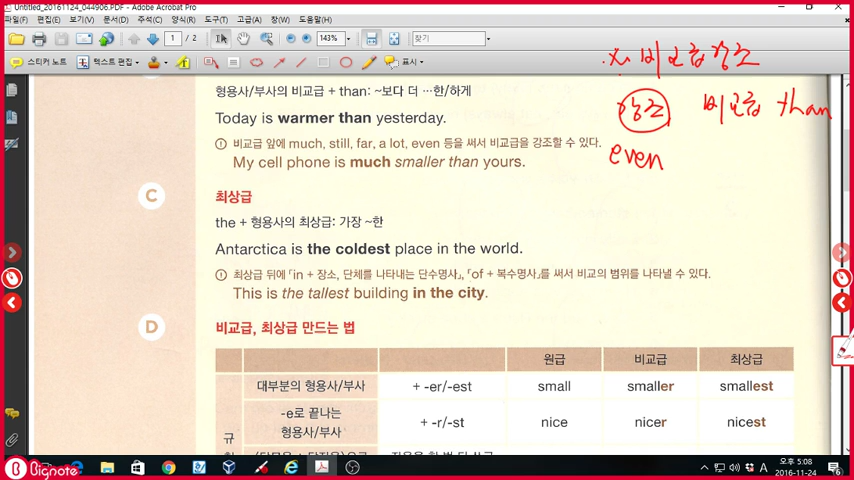 Untitled_20161124_044906.PDF - Adobe Acrobat Pro
파일(F) 편집(E) 보기(V) 문서(D) 주석(C) 양식(R) 도구(T) 고급(A) 창(W) 도움말(H)
1 / 2 143% 찾기
스티커 노트 텍스트 편집(E) 표시
※ 비교급 강조
강조 비교급 than
even
형용사/부사의 비교급 + than: ~보다 더 …한/하게
Today is warmer than yesterday.
비교급 앞에 much, still, far, a lot, even 등을 써서 비교급을 강조할 수 있다.
My cell phone is much smaller than yours.
C 최상급
the + 형용사의 최상급: 가장 ~한
Antarctica is the coldest place in the world.
최상급 뒤에 「in + 장소, 단체를 나타내는 단수명사」, 「of + 복수명사」를 써서 비교의 범위를 나타낼 수 있다.
This is the tallest building in the city.
D 비교급, 최상급 만드는 법
원급 비교급 최상급
대부분의 형용사/부사 + -er/-est small smaller smallest
-e로 끝나는
형용사/부사 + -r/-st nice nicer nicest
규
Bignote
A 오후 5:08
2016-11-24